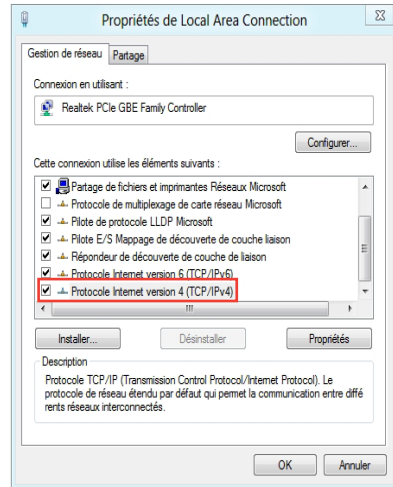 Propriétés de Local Area Connection
Gestion de réseau Partage
Connexion en utilisant :
Realtek PCIe GBE Family Controller
Configurer...
Cette connexion utilise les éléments suivants :
Partage de fichiers et imprimantes Réseaux Microsoft
Protocole de multiplexage de carte réseau Microsoft
Pilote de protocole LLDP Microsoft
Pilote E/S Mappage de découverte de couche liaison
Répondeur de découverte de couche de liaison
Protocole Internet version 6 (TCP/IPv6)
Protocole Internet version 4 (TCP/IPv4)
Installer... Désinstaller Propriétés
Description
Protocole TCP/IP (Transmission Control Protocol/Internet Protocol). Le
protocole de réseau étendu par défaut qui permet la communication entre diffé
rents réseaux interconnectés.
OK Annuler